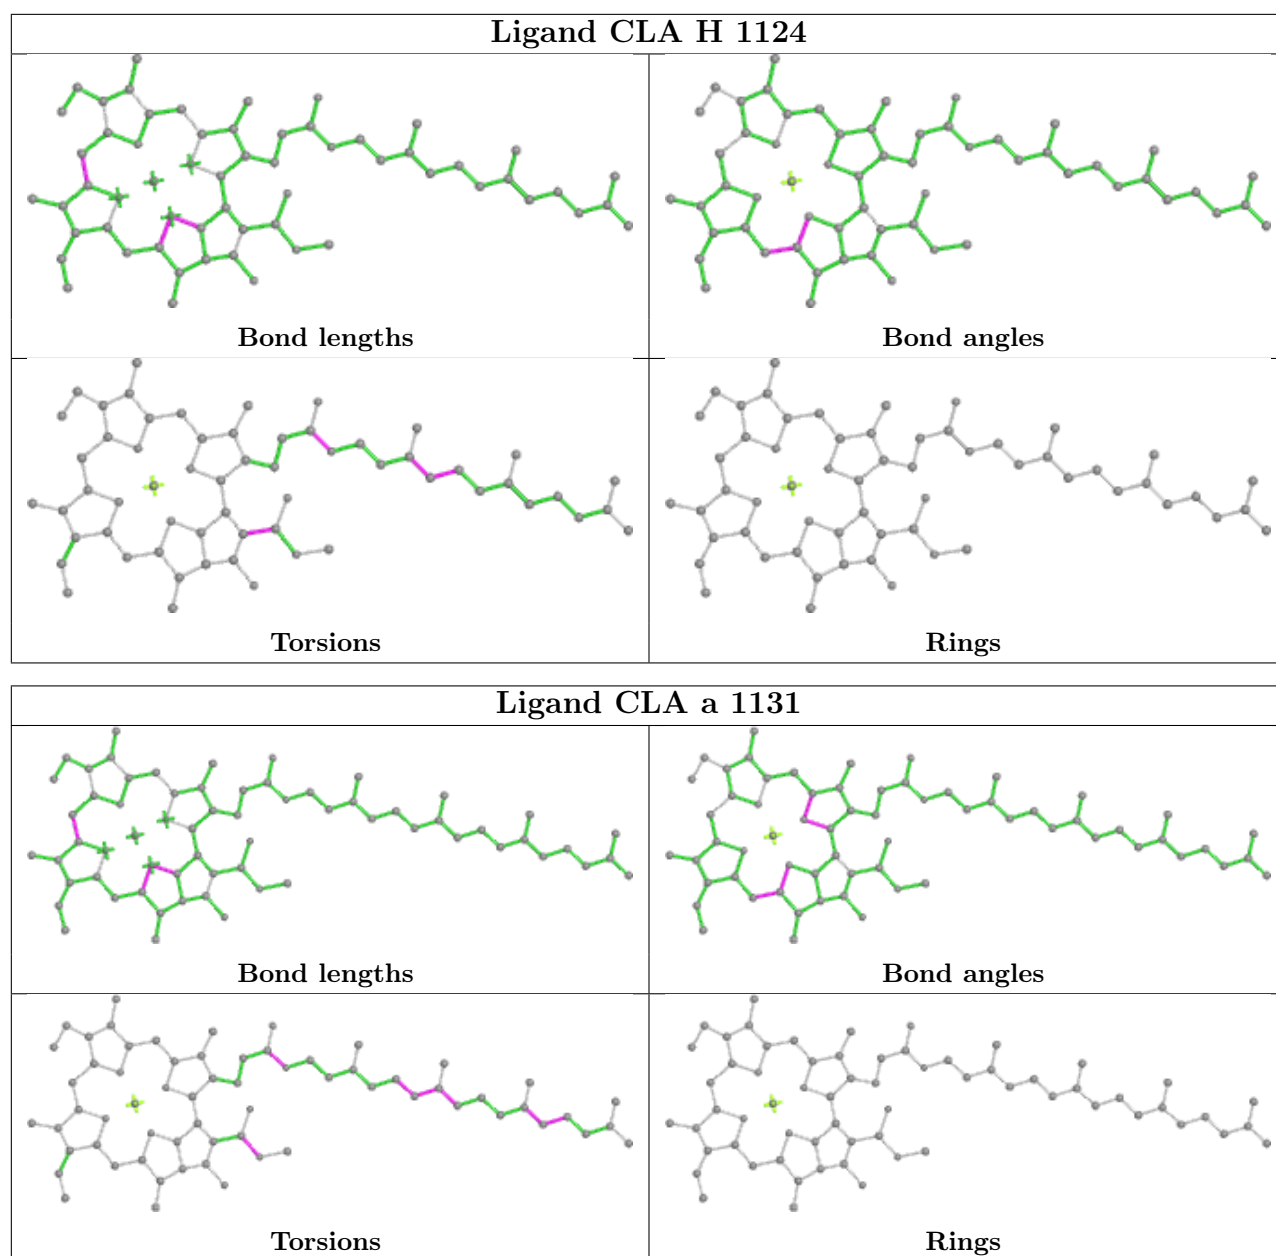 Ligand CLA H 1124
Bond lengths
Bond angles
Torsions
Rings
Ligand CLA a 1131
Bond lengths
Bond angles
Torsions
Rings